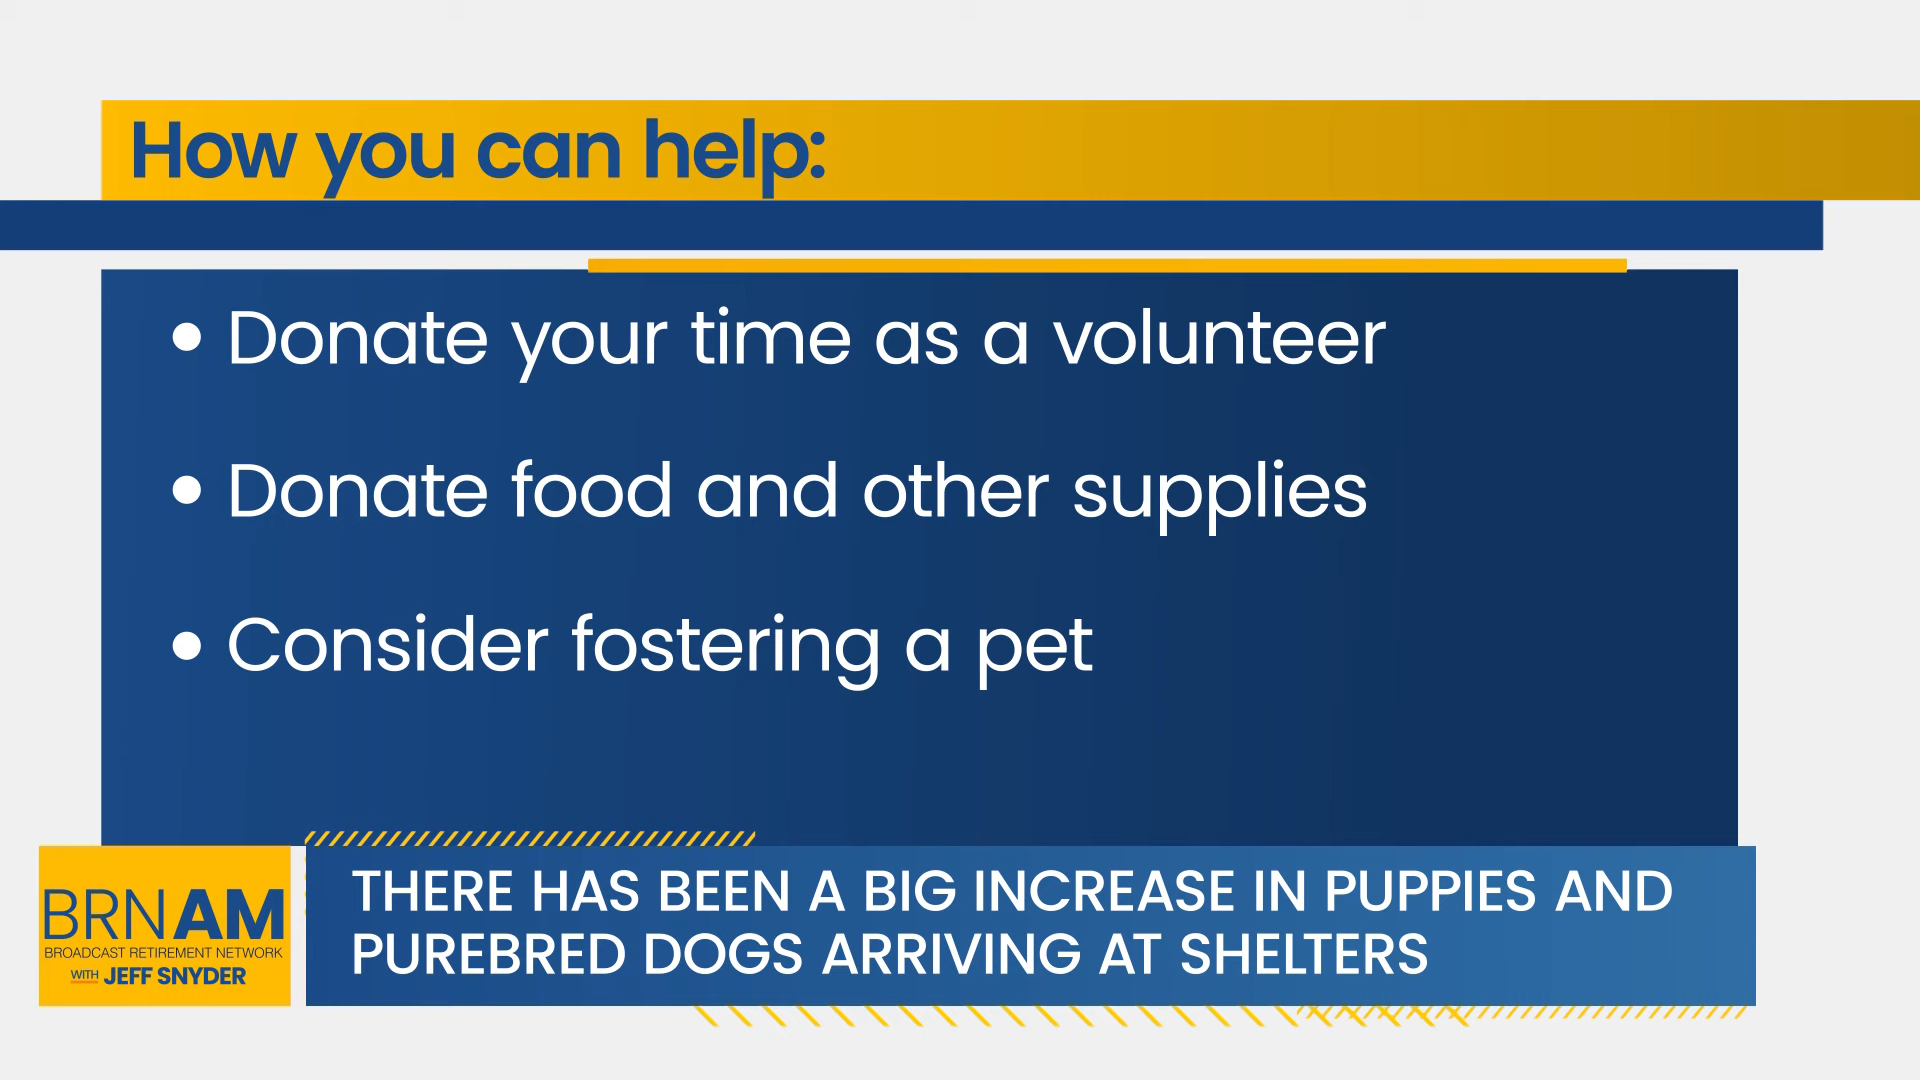 How you can help:
• Donate your time as a volunteer
• Donate food and other supplies
• Consider fostering a pet
BRNAM
BROADCAST RETIREMENT NETWORK
WITH JEFF SNYDER
THERE HAS BEEN A BIG INCREASE IN PUPPIES AND
PUREBRED DOGS ARRIVING AT SHELTERS